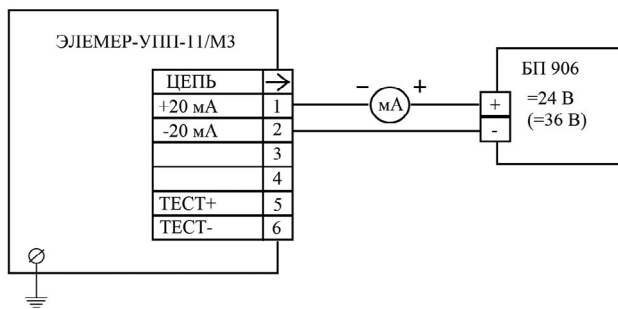 ЭЛЕМЕР-УПП-11/М3
ЦЕПЬ
+20 мА 1
-20 мА 2
3
4
ТЕСТ+ 5
ТЕСТ- 6
− мА +
БП 906
+ =24 В
- (=36 В)